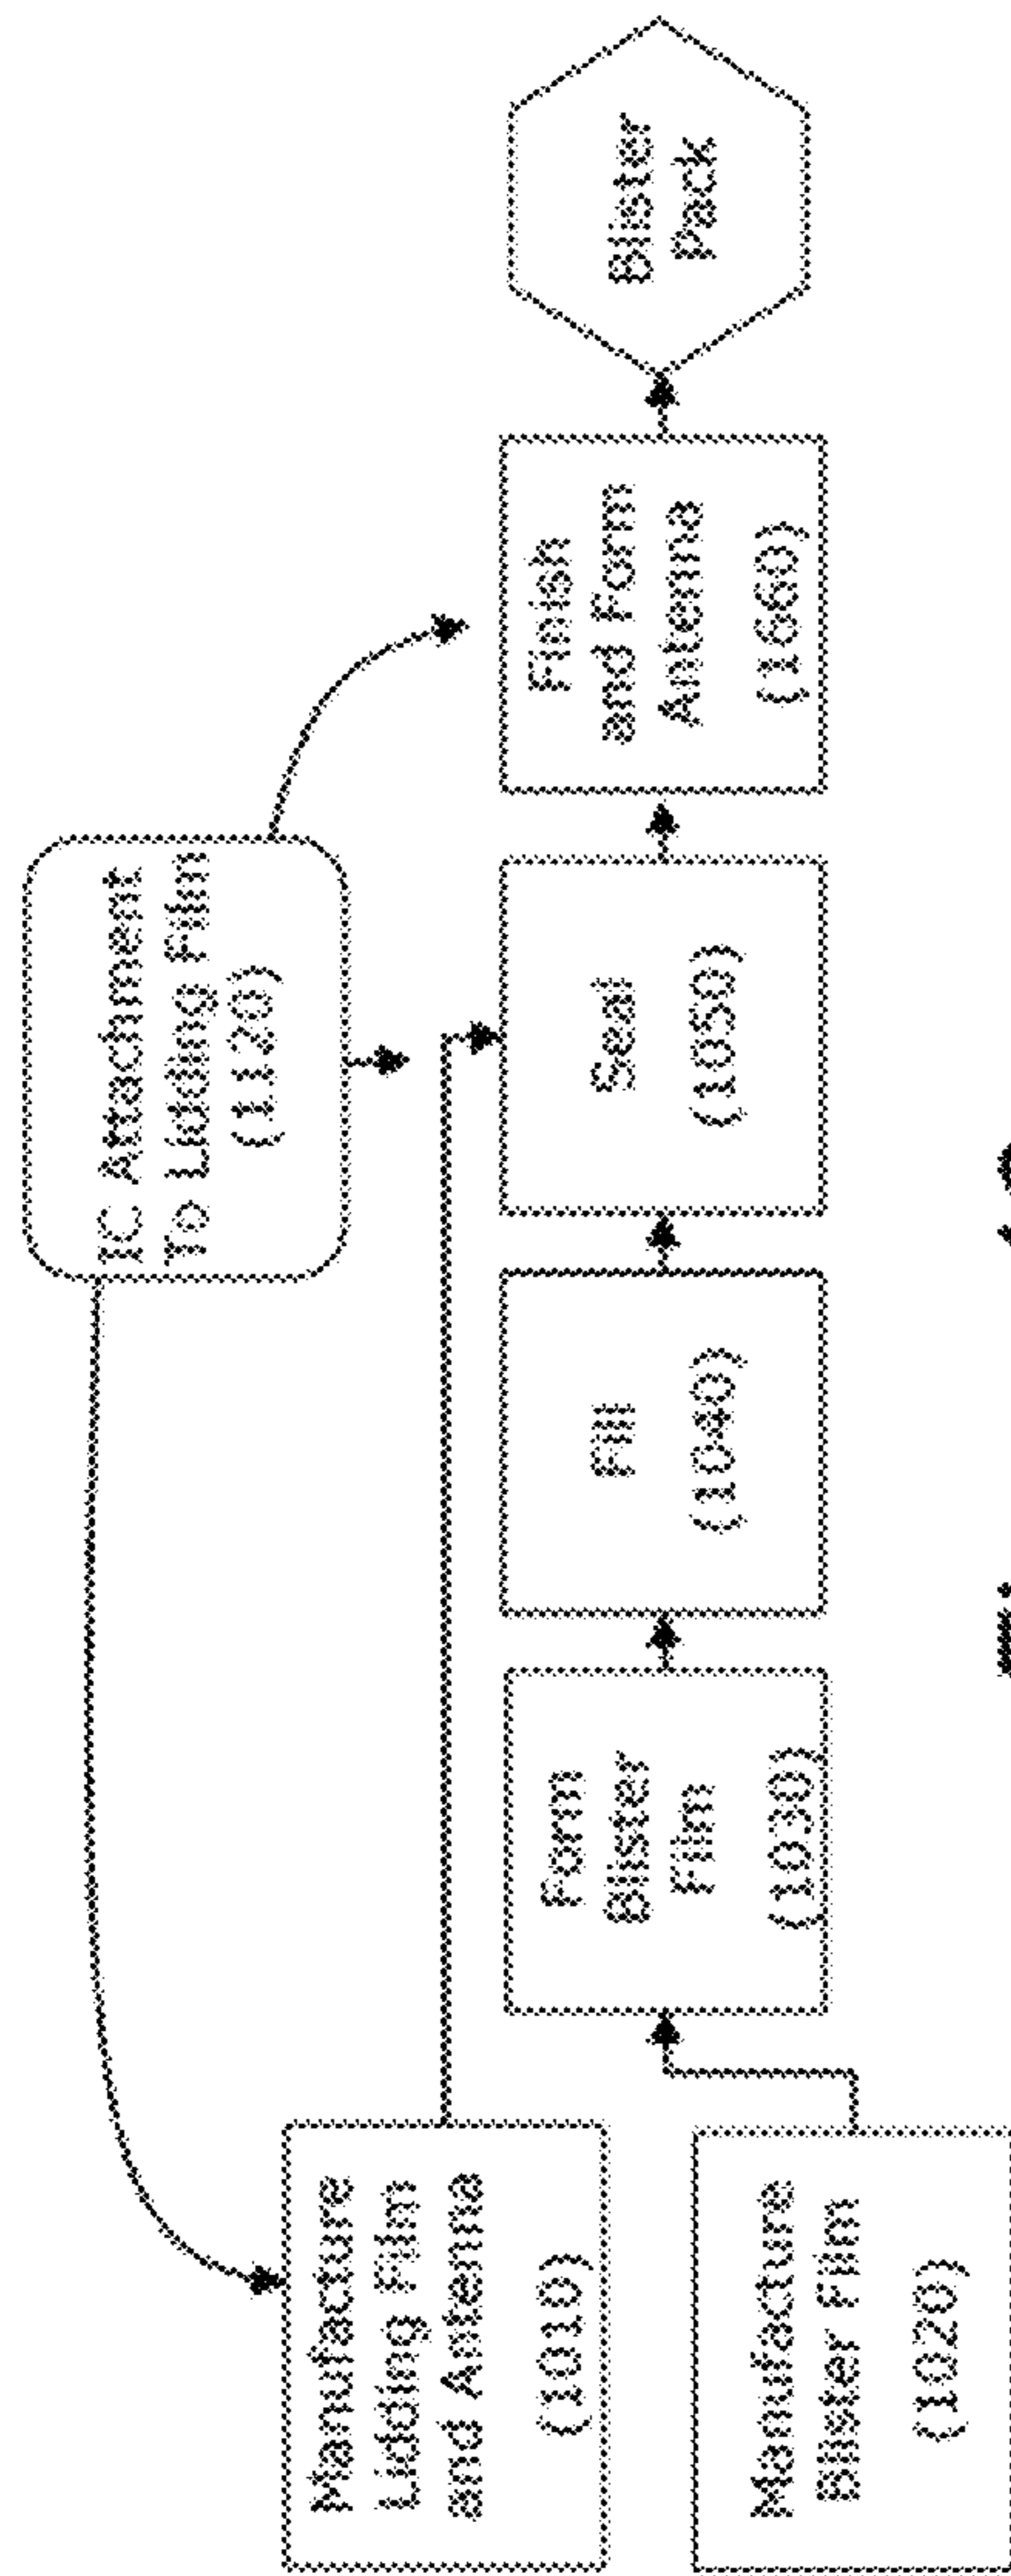 IC Attachment
To Lidding Film
(1120)
Manufacture
Lidding Film
and Antenna
(1010)
Manufacture
Blister Film
(1020)
Form
Blister
Film
(1030)
Fill
(1040)
Seal
(1050)
Finish
and Form
Antenna
(1660)
Blister
Pack